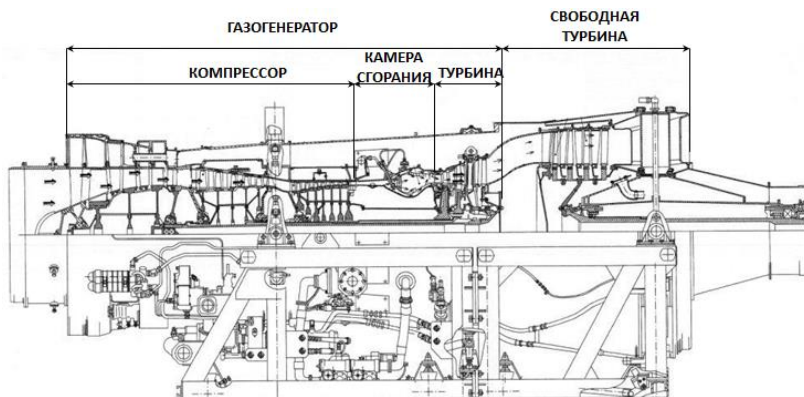 ГАЗОГЕНЕРАТОР
СВОБОДНАЯ
ТУРБИНА
КОМПРЕССОР
КАМЕРА
СГОРАНИЯ
ТУРБИНА